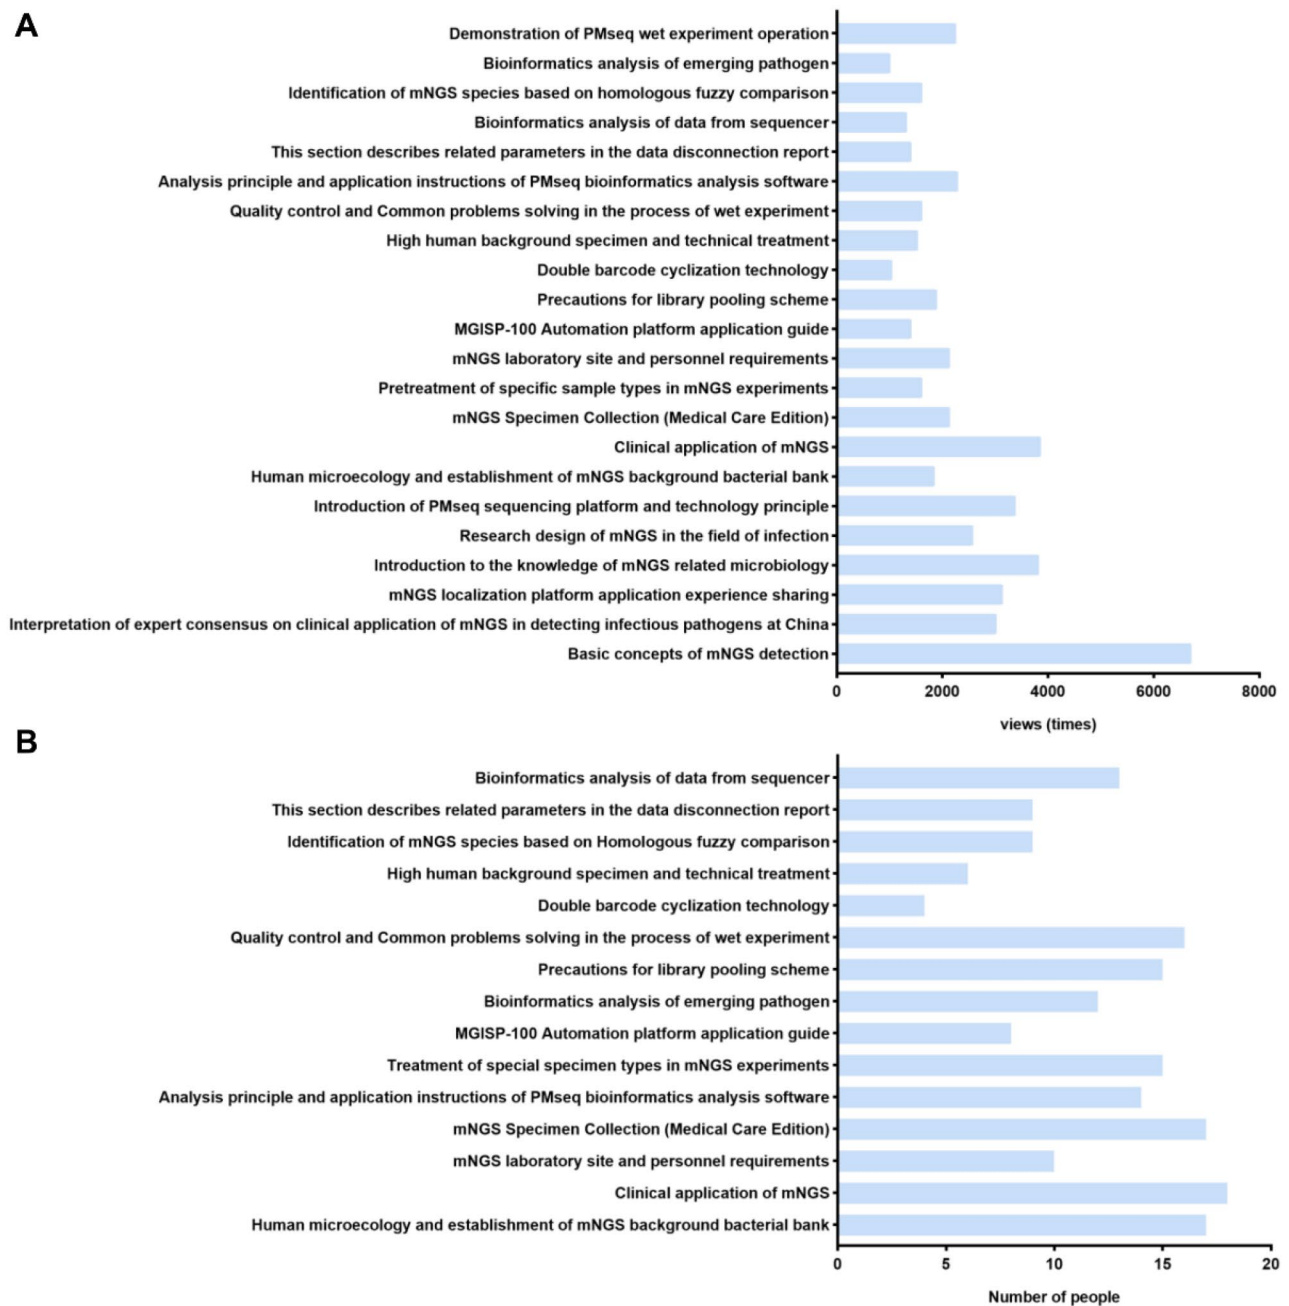 A
Demonstration of PMseq wet experiment operation
Bioinformatics analysis of emerging pathogen
Identification of mNGS species based on homologous fuzzy comparison
Bioinformatics analysis of data from sequencer
This section describes related parameters in the data disconnection report
Analysis principle and application instructions of PMseq bioinformatics analysis software
Quality control and Common problems solving in the process of wet experiment
High human background specimen and technical treatment
Double barcode cyclization technology
Precautions for library pooling scheme
MGISP-100 Automation platform application guide
mNGS laboratory site and personnel requirements
Pretreatment of specific sample types in mNGS experiments
mNGS Specimen Collection (Medical Care Edition)
Clinical application of mNGS
Human microecology and establishment of mNGS background bacterial bank
Introduction of PMseq sequencing platform and technology principle
Research design of mNGS in the field of infection
Introduction to the knowledge of mNGS related microbiology
mNGS localization platform application experience sharing
Interpretation of expert consensus on clinical application of mNGS in detecting infectious pathogens at China
Basic concepts of mNGS detection
0 2000 4000 6000 8000
views (times)
B
Bioinformatics analysis of data from sequencer
This section describes related parameters in the data disconnection report
Identification of mNGS species based on Homologous fuzzy comparison
High human background specimen and technical treatment
Double barcode cyclization technology
Quality control and Common problems solving in the process of wet experiment
Precautions for library pooling scheme
Bioinformatics analysis of emerging pathogen
MGISP-100 Automation platform application guide
Treatment of special specimen types in mNGS experiments
Analysis principle and application instructions of PMseq bioinformatics analysis software
mNGS Specimen Collection (Medical Care Edition)
mNGS laboratory site and personnel requirements
Clinical application of mNGS
Human microecology and establishment of mNGS background bacterial bank
0 5 10 15 20
Number of people